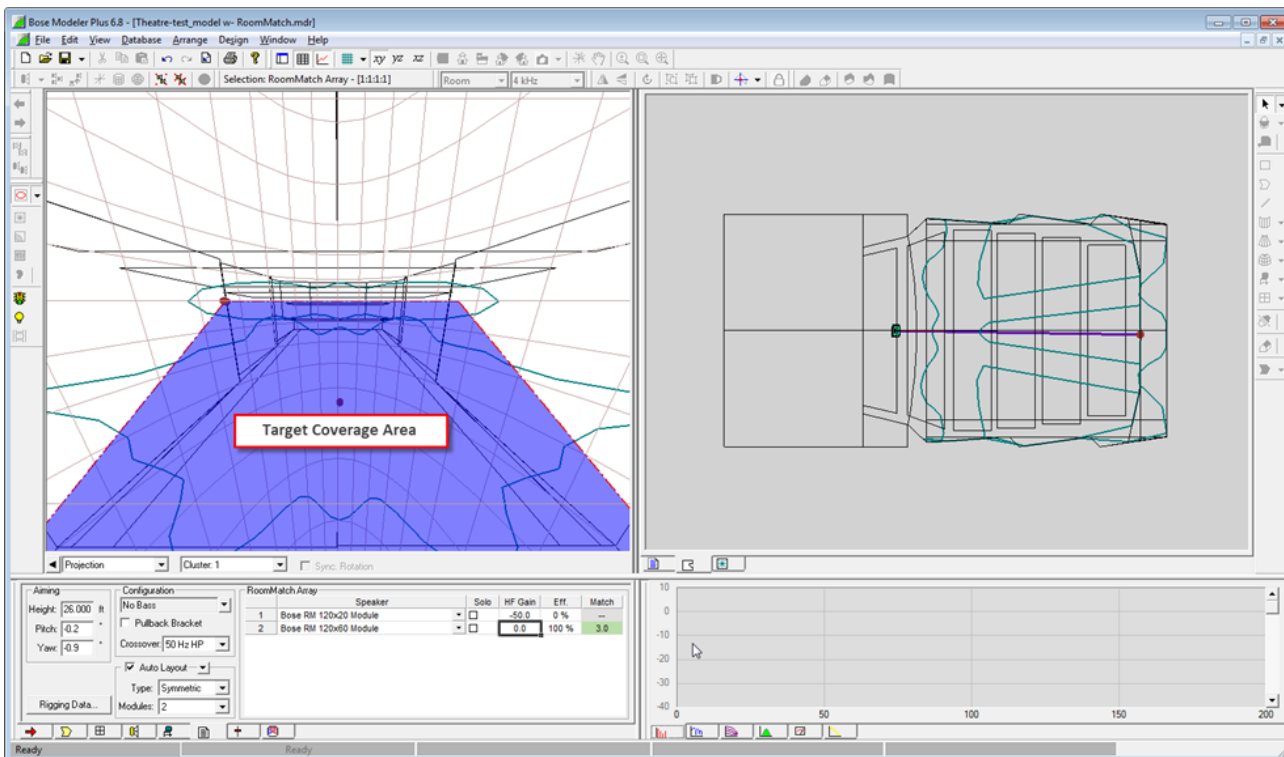 Bose Modeler Plus 6.8 - [Theatre-test_model w- RoomMatch.mdr]
File Edit View Database Arrange Design Window Help
xy yz xz
Selection: RoomMatch Array - [1:1:1:1] Room 4 kHz
Target Coverage Area
Projection Cluster: 1 Sync. Rotation
Aiming
Height: 26.000 ft
Pitch: -0.2 °
Yaw: -0.9 °
Rigging Data...
Configuration
No Bass
Pullback Bracket
Crossover: 50 Hz HP
Auto Layout
Type: Symmetric
Modules: 2
RoomMatch Array
Speaker Solo HF Gain Eff. Match
1 Bose RM 120x20 Module -50.0 0 % --
2 Bose RM 120x60 Module 0.0 100 % 3.0
10
0
-10
-20
-30
-40
0 50 100 150 200
Ready Ready